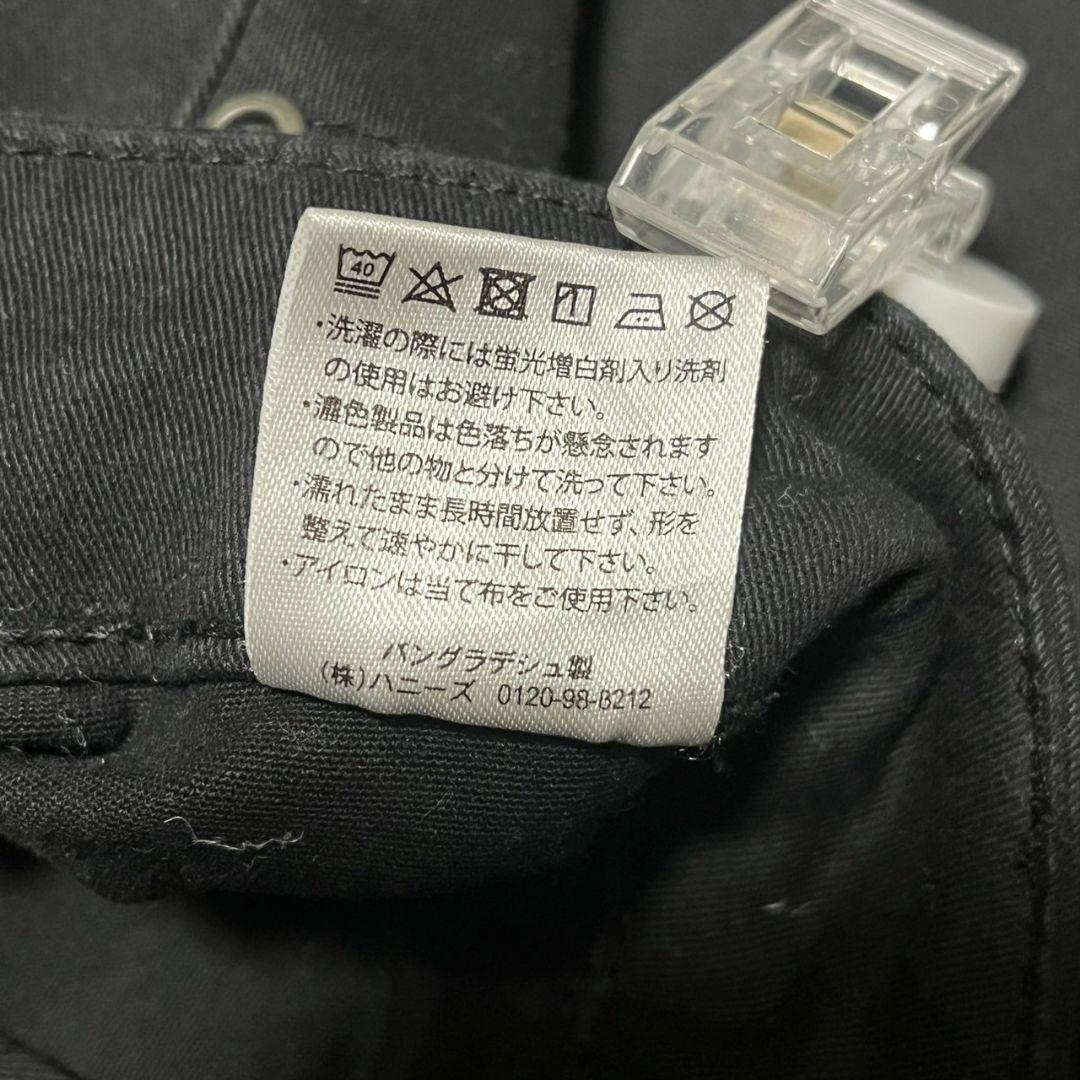 40
・洗濯の際には蛍光増白剤入り洗剤
の使用はお避け下さい。
・濃色製品は色落ちが懸念されます
ので他の物と分けて洗って下さい。
・濡れたまま長時間放置せず、形を
整えて速やかに干して下さい。
・アイロンは当て布をご使用下さい。
バングラデシュ製
(株)ハニーズ 0120-98-8212